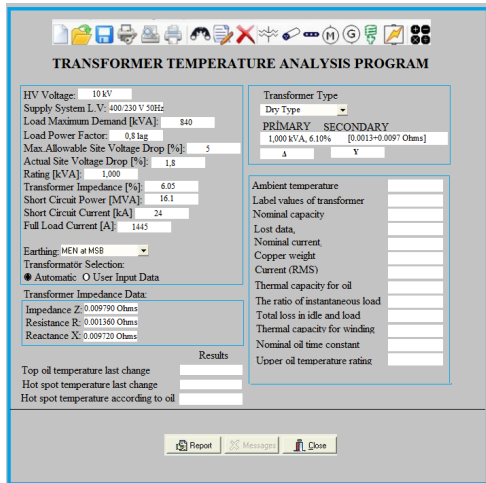 TRANSFORMER TEMPERATURE ANALYSIS PROGRAM
HV Voltage: 10 kV
Supply System L.V: 400/230 V 50Hz
Load Maximum Demand [kVA]: 840
Load Power Factor: 0,8 lag
Max.Allowable Site Voltage Drop [%]: 5
Actual Site Voltage Drop [%]: 1,8
Rating [kVA]: 1,000
Transformer Impedance [%]: 6.05
Short Circuit Power [MVA]: 16.1
Short Circuit Current [kA] 24
Full Load Current [A]: 1445
Earthing: MEN at MSB
Transformatör Selection:
Automatic User Input Data
Transformer Impedance Data:
Impedance Z: 0.009790 Ohms
Resistance R: 0.001360 Ohms
Reactance X: 0.009720 Ohms
Results
Top oil temperature last change
Hot spot temperature last change
Hot spot temperature according to oil
Transformer Type
Dry Type
PRİMARY SECONDARY
1,000 kVA, 6.10% [0.0013+0.0097 Ohms]
Δ Y
Ambient temperature
Label values of transformer
Nominal capacity
Lost data,
Nominal current,
Copper weight
Current (RMS)
Thermal capacity for oil
The ratio of instantaneous load
Total loss in idle and load
Thermal capacity for winding
Nominal oil time constant
Upper oil temperature rating
Report Messages Close